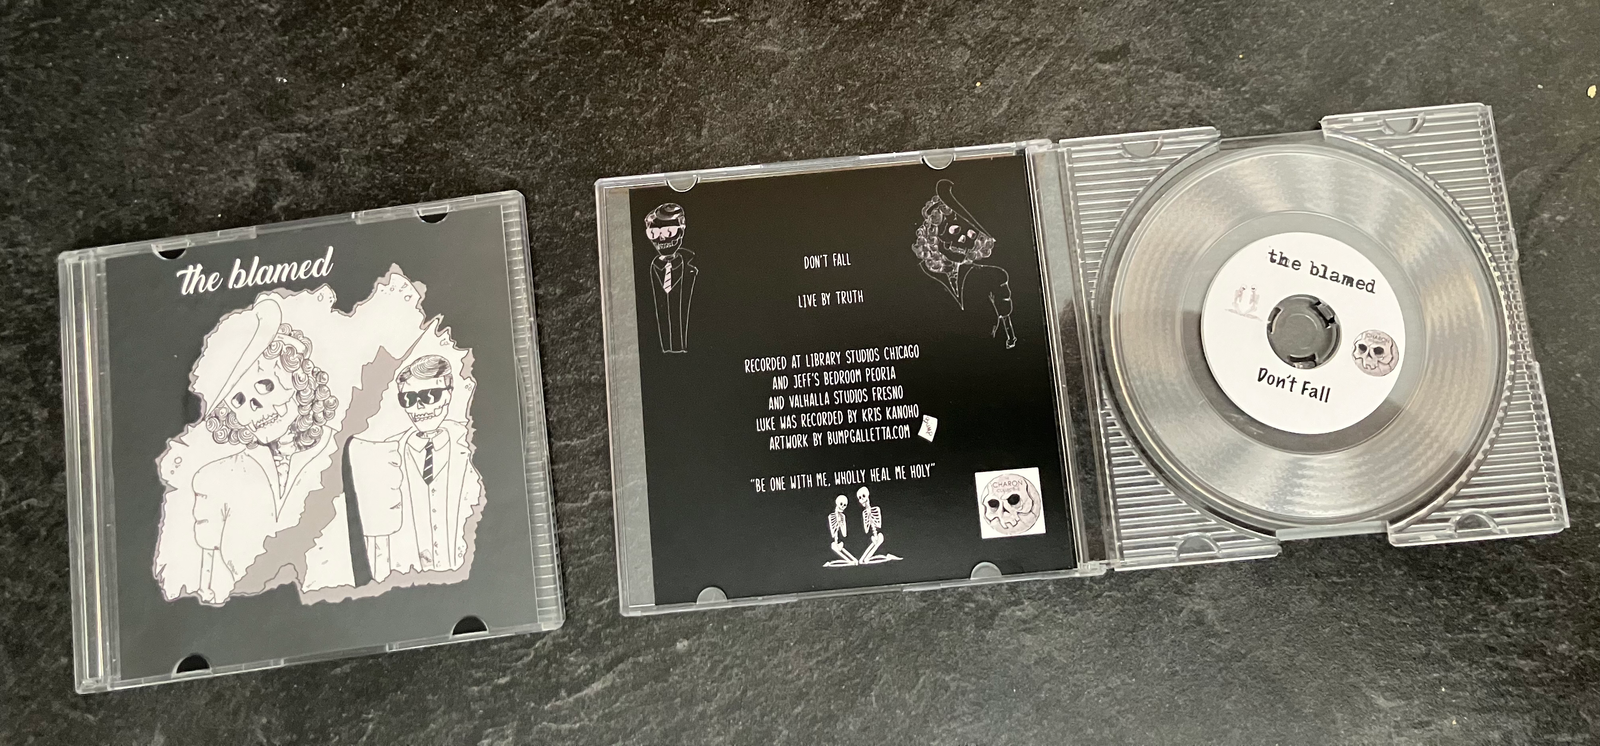 the blamed
DON'T FALL
LIVE BY TRUTH
RECORDED AT LIBRARY STUDIOS CHICAGO
AND JEFF'S BEDROOM PEORIA
AND VALHALLA STUDIOS FRESNO
LUKE WAS RECORDED BY KRIS KANOHO
ARTWORK BY BUMPGALLETTA.COM
"BE ONE WITH ME, WHOLLY HEAL ME HOLY"
CHARON
the blamed
CHARON
Don't Fall